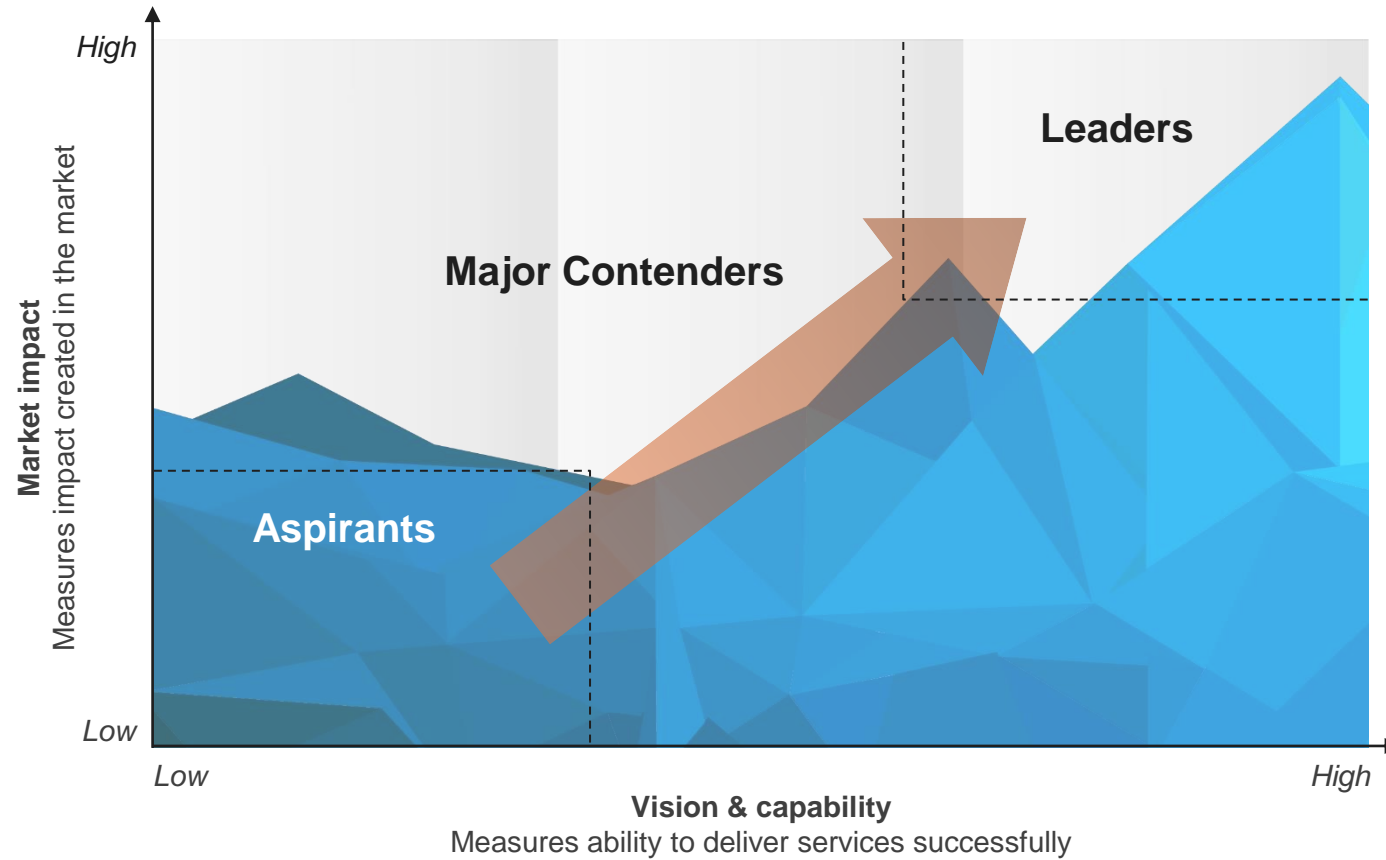 High
Leaders
Major Contenders
Market impact
Measures impact created in the market
Aspirants
Low
Low
High
Vision & capability
Measures ability to deliver services successfully